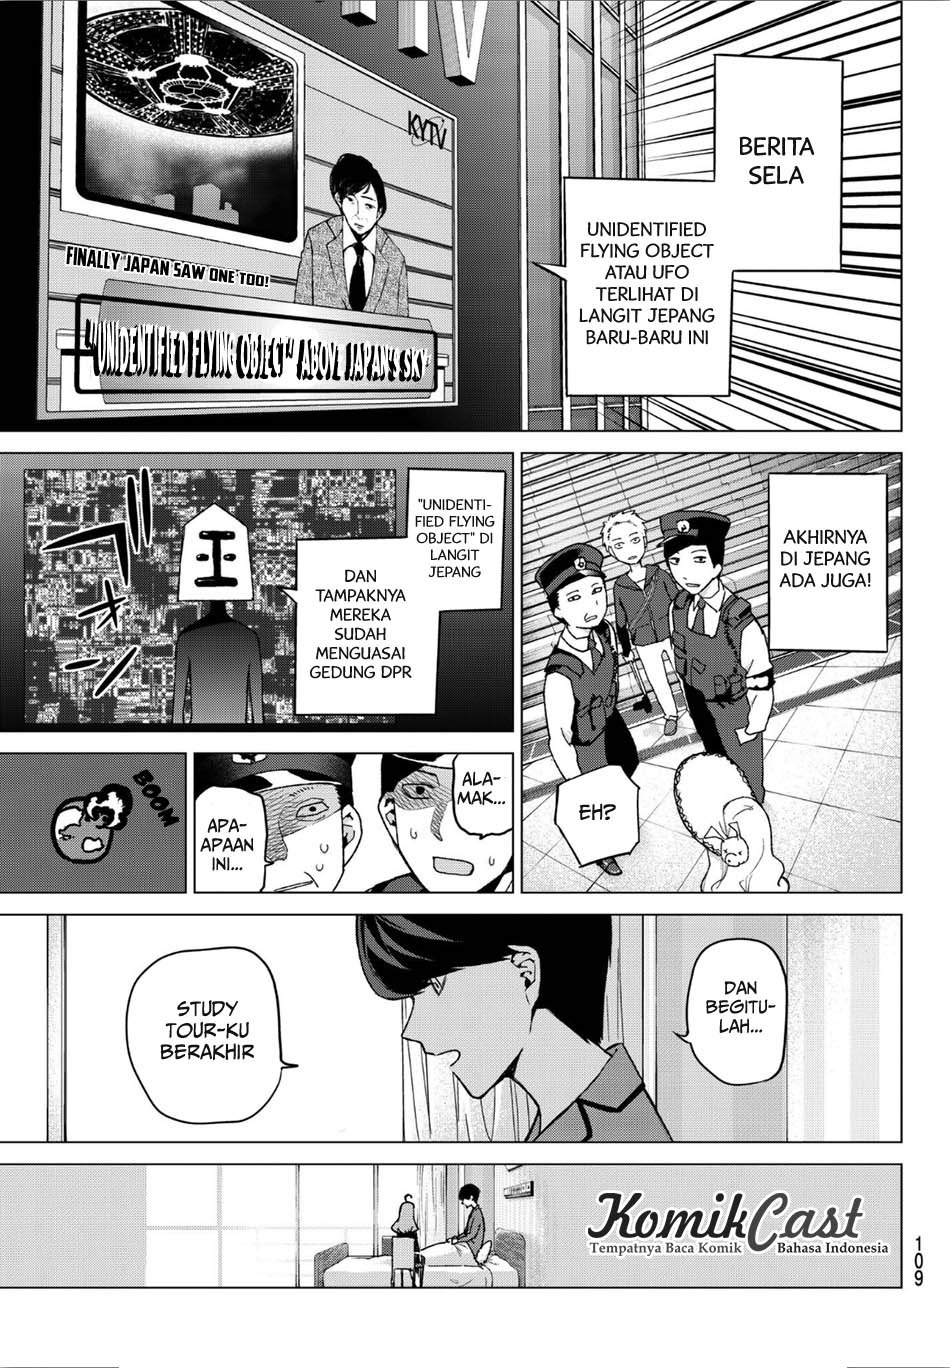 BERITA
SELA
UNIDENTIFIED
FLYING OBJECT
ATAU UFO
TERLIHAT DI
LANGIT JEPANG
BARU-BARU INI
TV
KYTV
FINALLY JAPAN SAW ONE TOO!
"UNIDENTIFIED FLYING OBJECT" ABOVE JAPAN'S SKY
AKHIRNYA
DI JEPANG
ADA JUGA!
EH?
"UNIDENTI-
FIED FLYING
OBJECT" DI
LANGIT
JEPANG
DAN
TAMPAKNYA
MEREKA
SUDAH
MENGUASAI
GEDUNG DPR
王
ALA-
MAK...
APA-
APAAN
INI...
BOOM
DAN
BEGITU-
LAH...
STUDY
TOUR-KU
BERAKHIR
KomikCast
Tempatnya Baca Komik Bahasa Indonesia
109